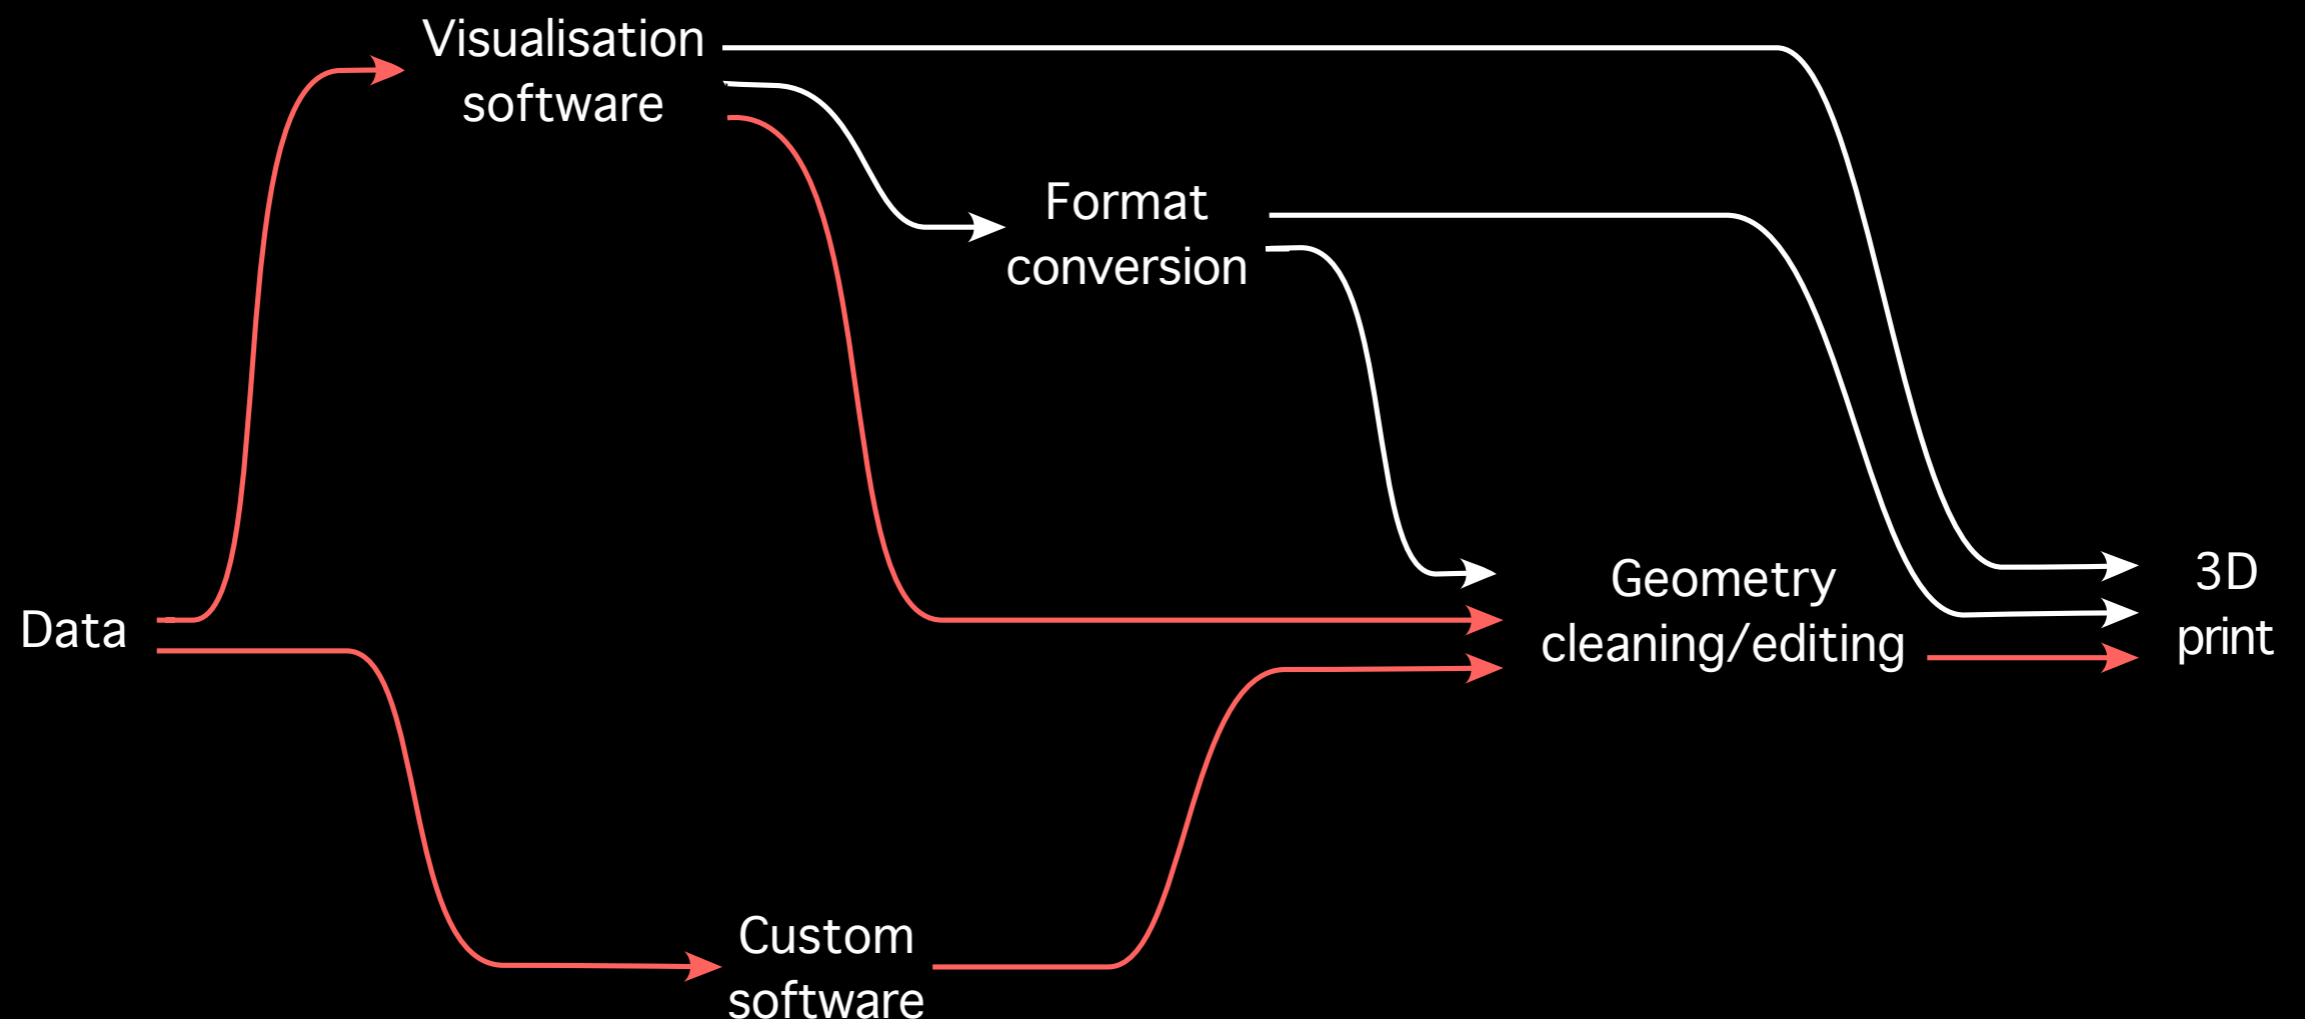 Visualisation
software
Format
conversion
Data
Geometry
cleaning/editing
3D
print
Custom
software